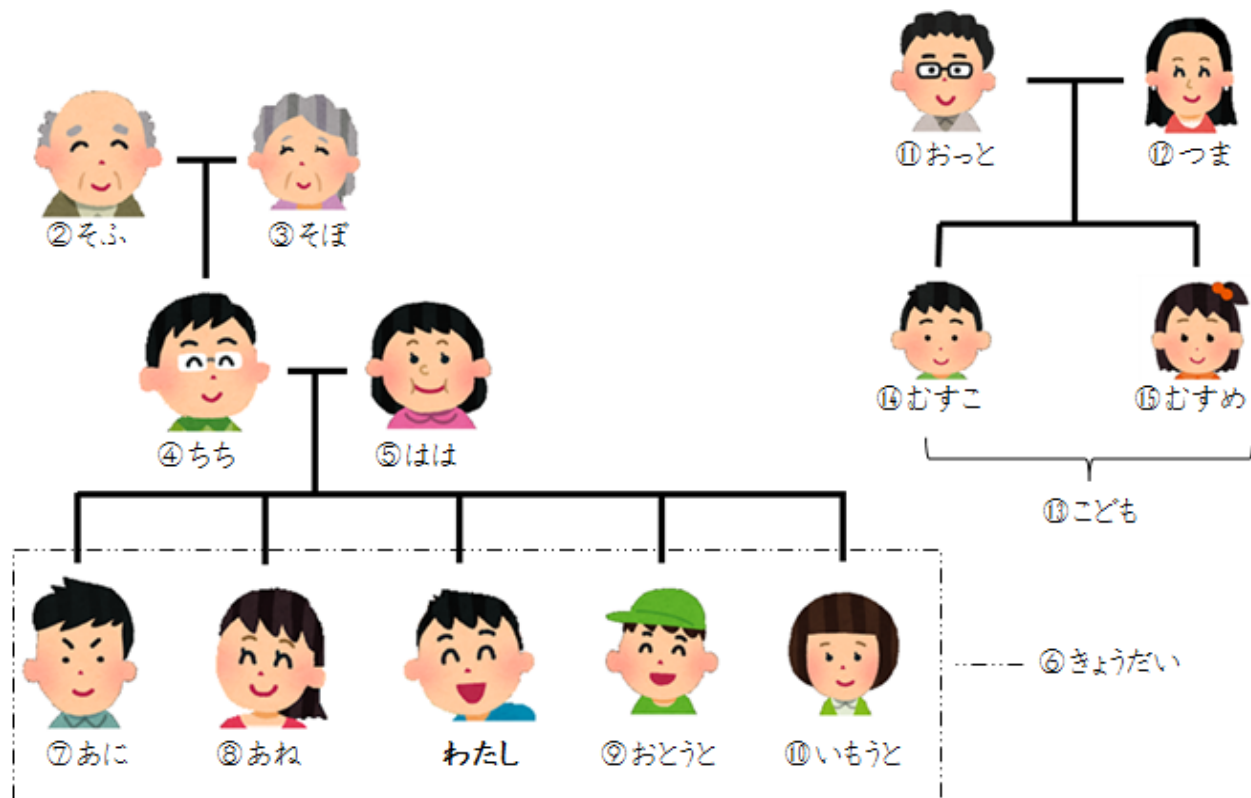 ⑪おっと
⑫つま
②そふ
③そぼ
④ちち
⑤はは
⑭むすこ
⑮むすめ
⑬こども
⑥きょうだい
⑦あに
⑧あね
わたし
⑨おとうと
⑩いもうと